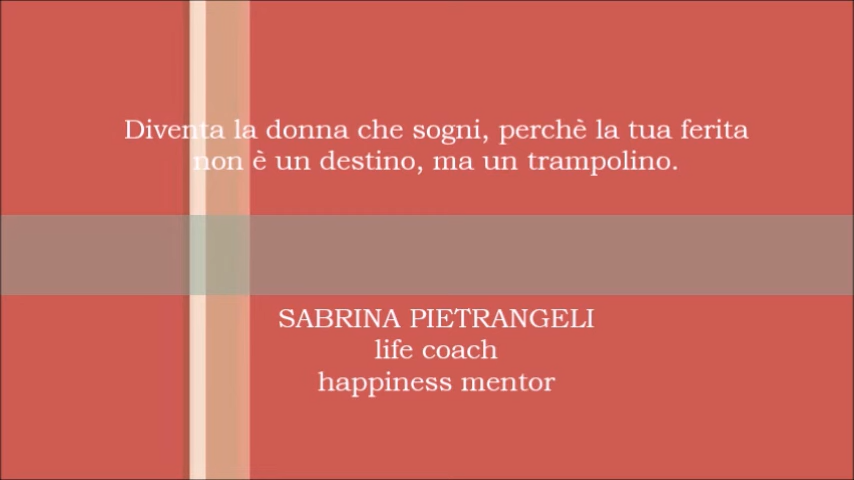 Diventa la donna che sogni, perchè la tua ferita
non è un destino, ma un trampolino.
SABRINA PIETRANGELI
life coach
happiness mentor